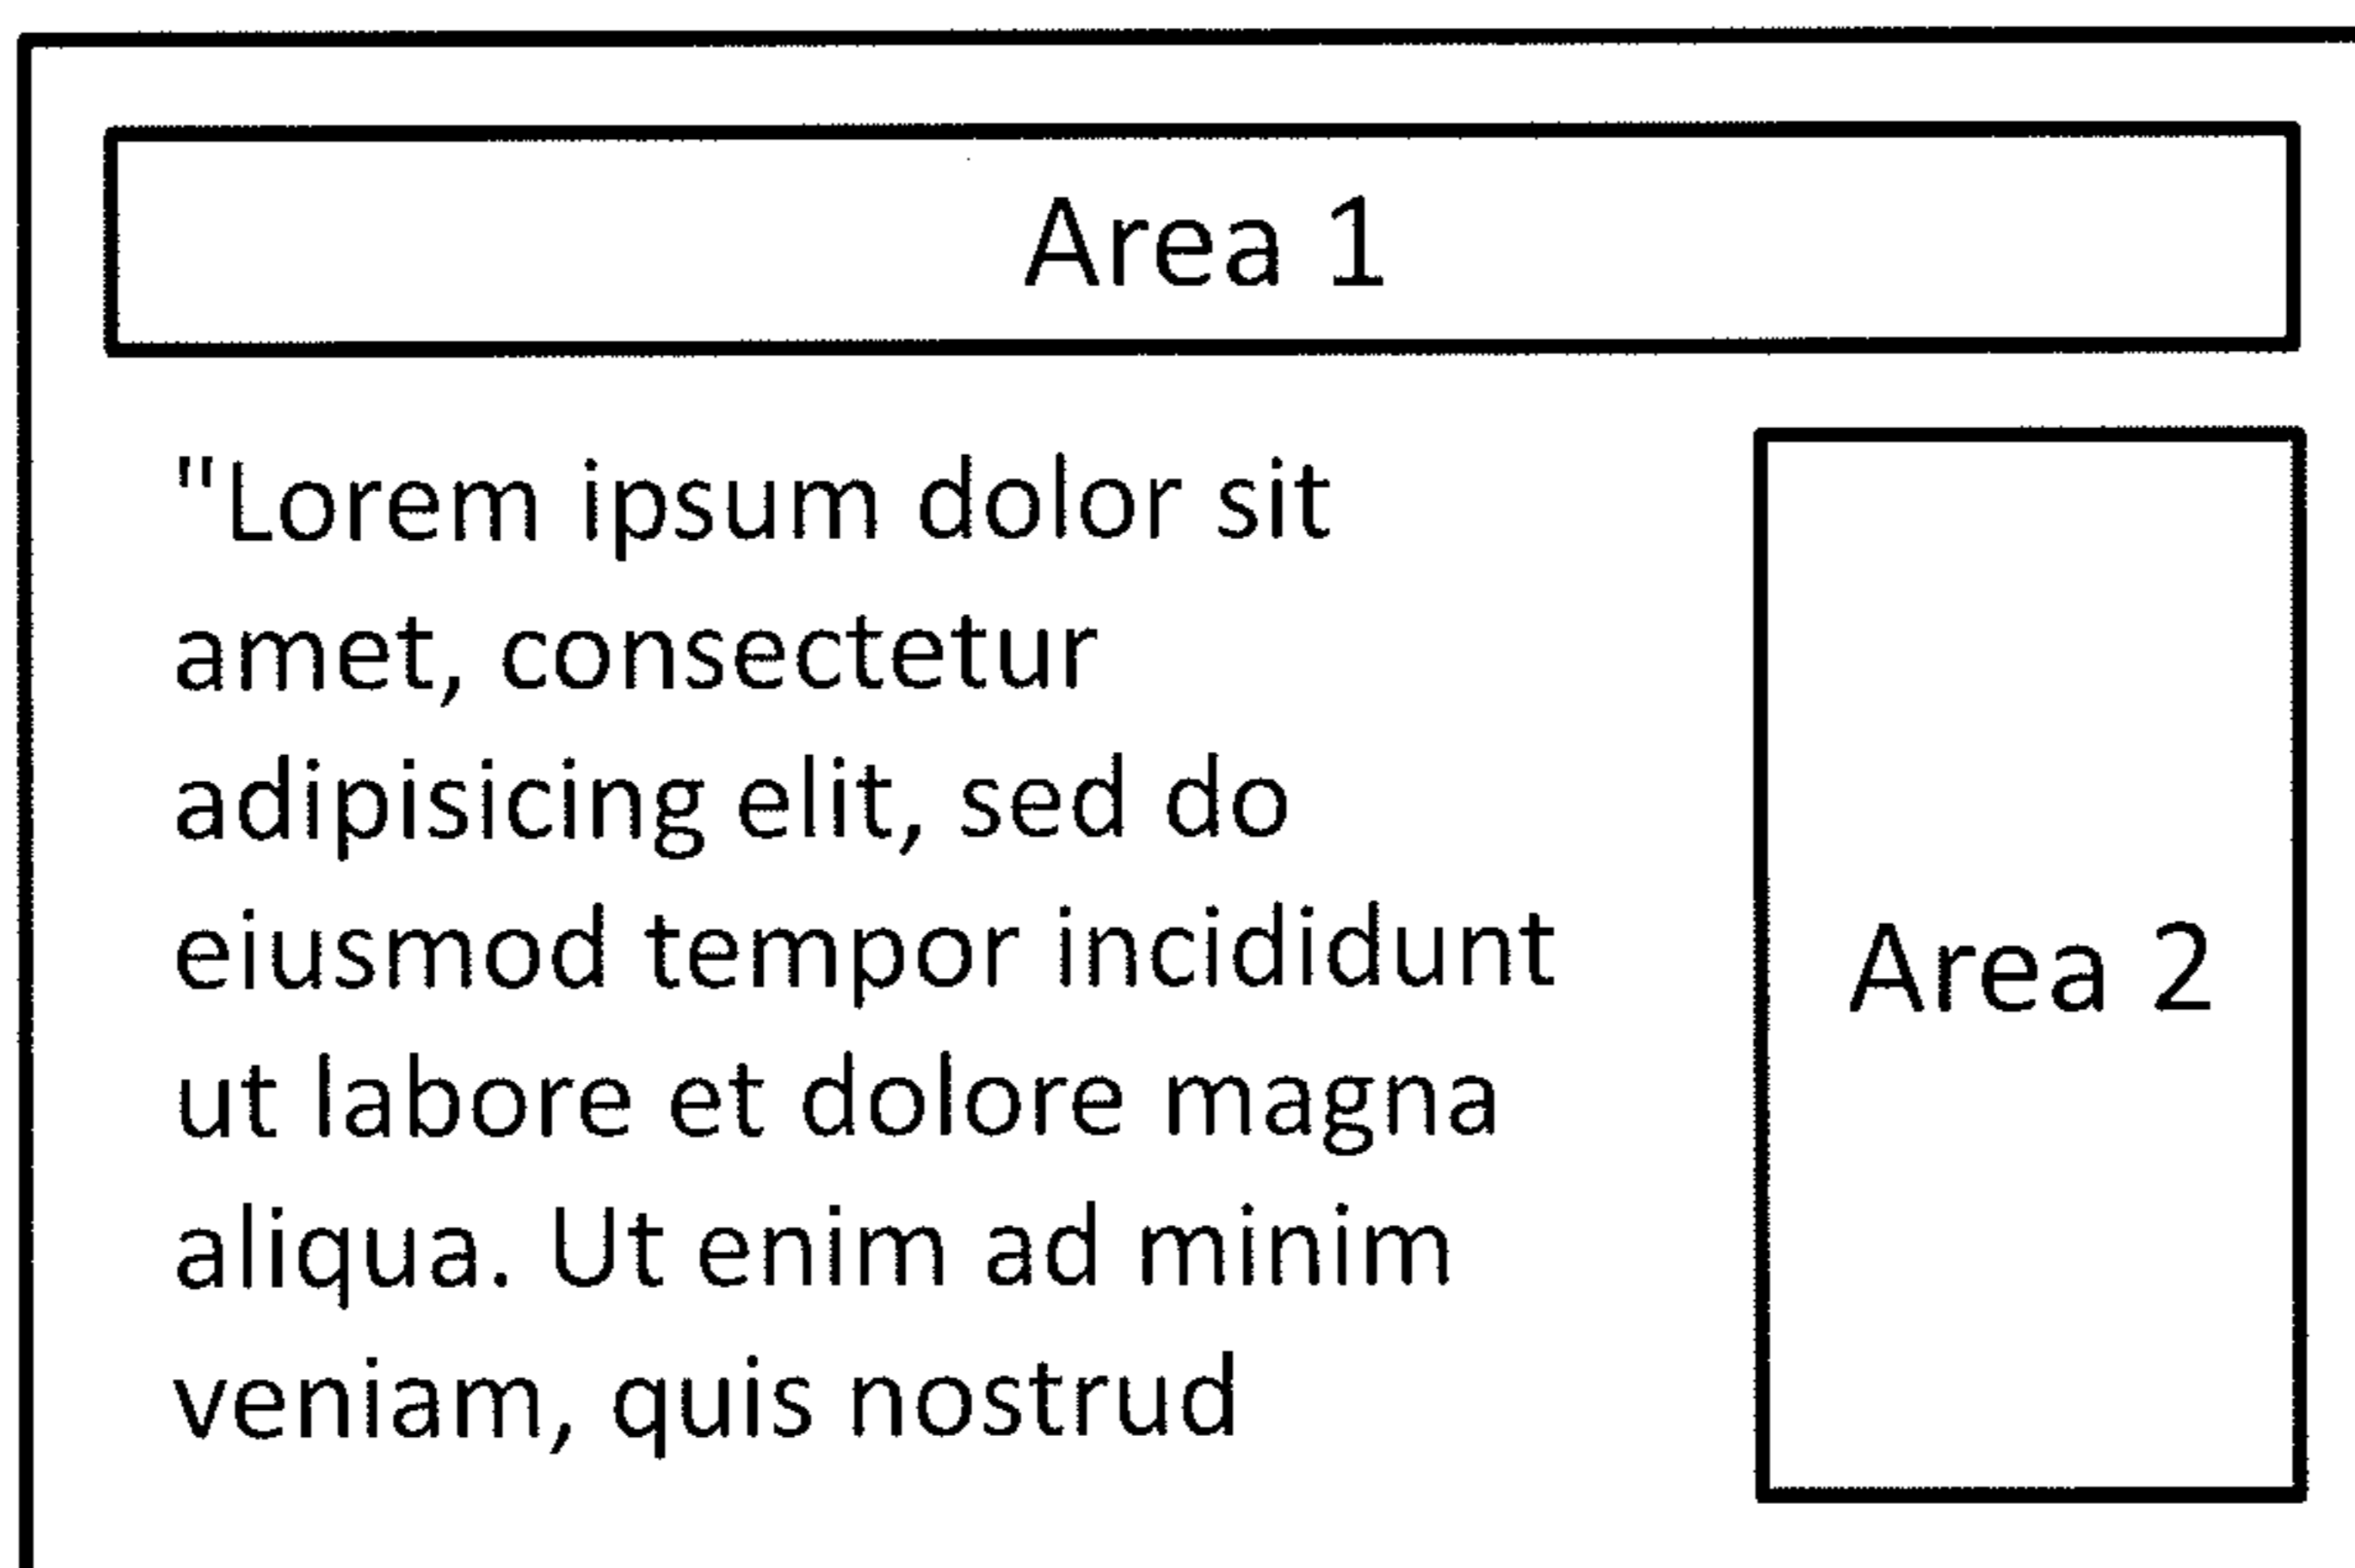 Area 1
"Lorem ipsum dolor sit
amet, consectetur
adipisicing elit, sed do
eiusmod tempor incididunt
ut labore et dolore magna
aliqua. Ut enim ad minim
veniam, quis nostrud
Area 2